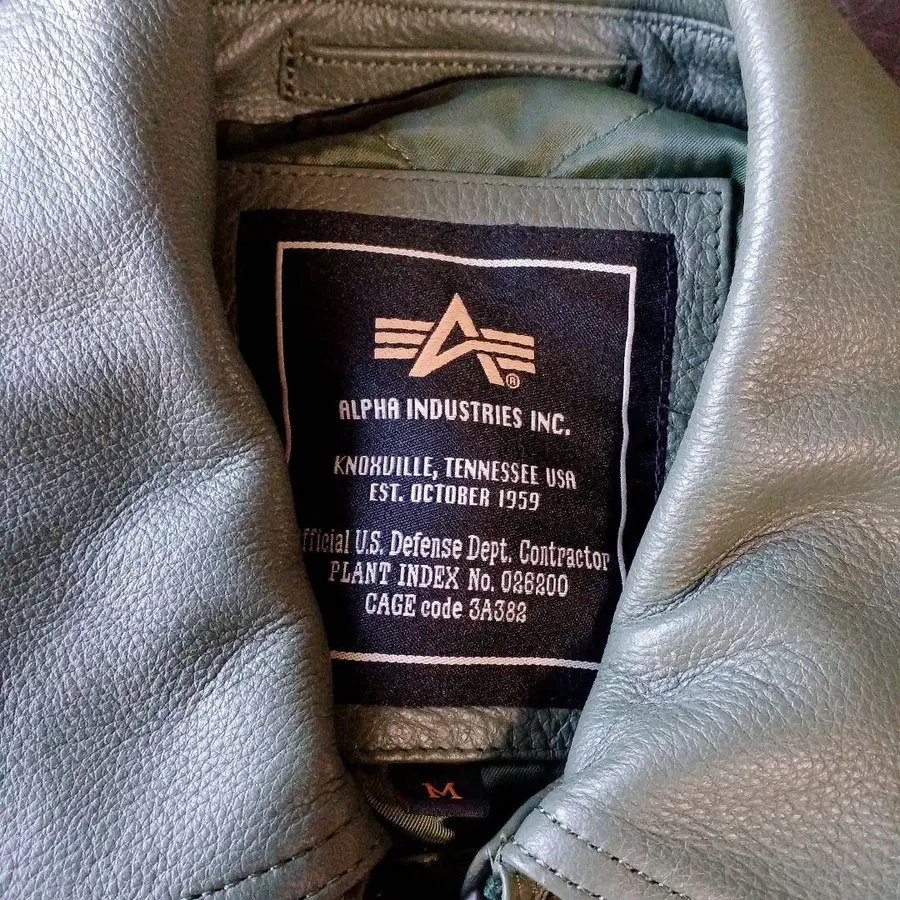 ®
ALPHA INDUSTRIES INC.
KNOXVILLE, TENNESSEE USA
EST. OCTOBER 1959
fficial U.S. Defense Dept. Contractor
PLANT INDEX No. 026200
CAGE code 3A382
M